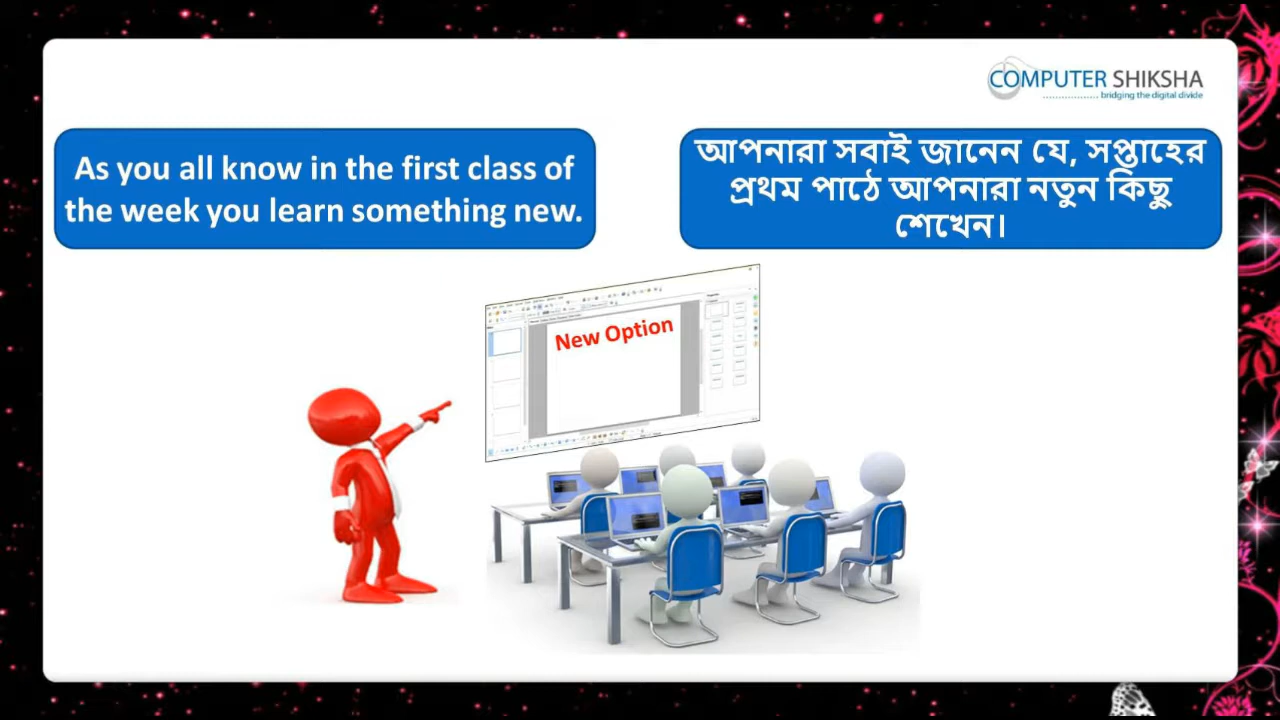 COMPUTER SHIKSHA
bridging the digital divide
As you all know in the first class of
the week you learn something new.
আপনারা সবাই জানেন যে, সপ্তাহের
প্রথম পাঠে আপনারা নতুন কিছু
শেখেন।
New Option